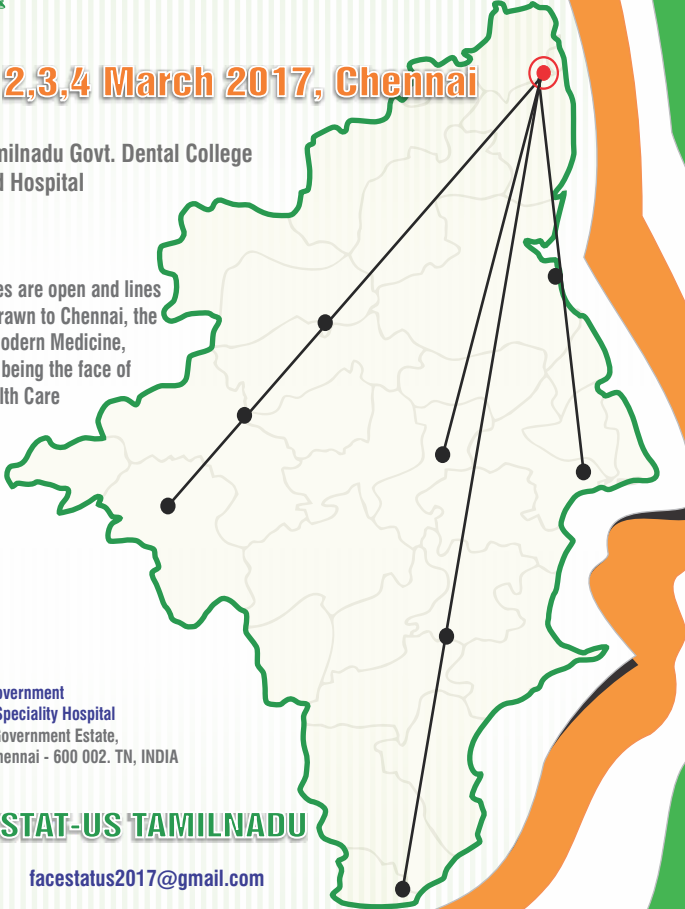 2,3,4 March 2017, Chennai
milnadu Govt. Dental College
d Hospital
es are open and lines
rawn to Chennai, the
odern Medicine,
being the face of
lth Care
overnment
Speciality Hospital
Government Estate,
hennai - 600 002. TN, INDIA
STAT-US TAMILNADU
facestatus2017@gmail.com